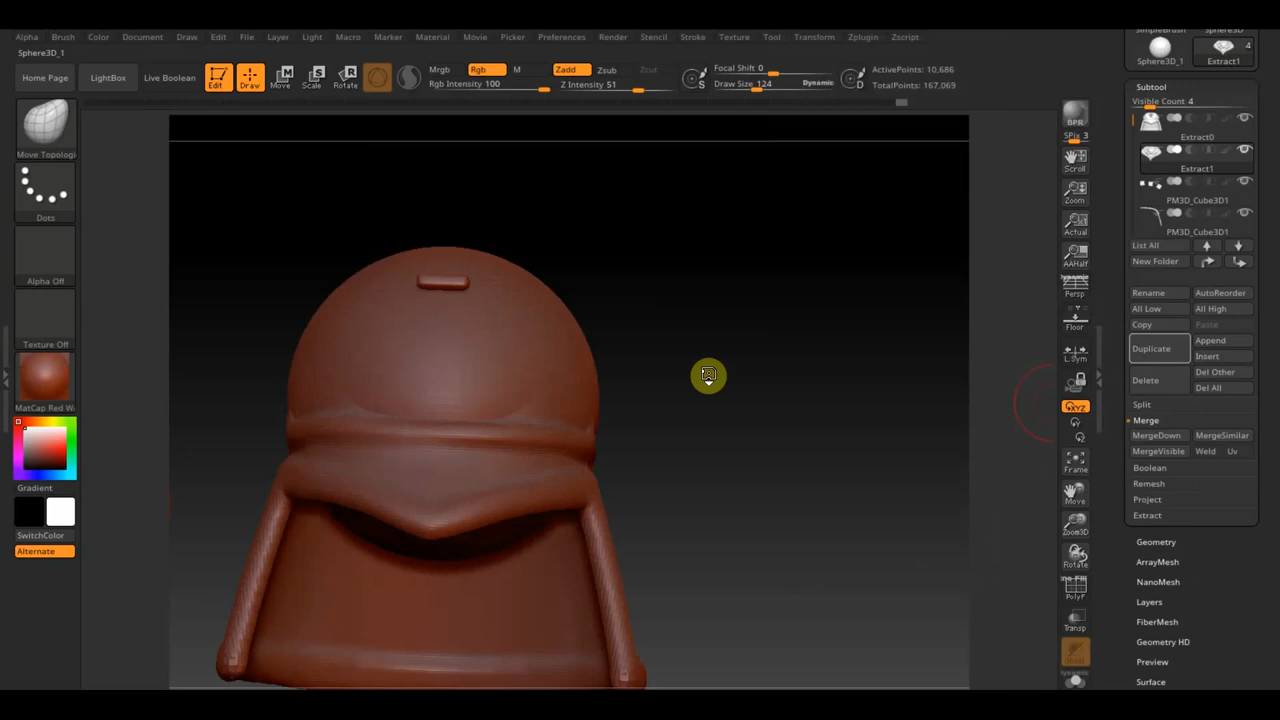 Alpha Brush Color Document Draw Edit File Layer Light Macro Marker Material Movie Picker Preferences Render Stencil Stroke Texture Tool Transform Zplugin Zscript
Sphere3D_1
Home Page LightBox Live Boolean Edit Draw Move Scale Rotate
Mrgb Rgb M Zadd Zsub Zcut
Rgb Intensity 100 Z Intensity 51
Focal Shift 0
Draw Size 124 Dynamic
ActivePoints: 10,686
TotalPoints: 167,069
Move Topologi
Dots
Alpha Off
Texture Off
MatCap Red Wa
Gradient
SwitchColor
Alternate
BPR
SPix 3
Scroll
Zoom
Actual
AAHalf
Persp
Floor
L.Sym
XYZ
Frame
Move
Zoom3D
Rotate
PolyF
Transp
Dynamic
Sphere3D_1 Extract1
4
Subtool
Visible Count 4
Extract0
Extract1
PM3D_Cube3D1
PM3D_Cube3D1
List All
New Folder
Rename AutoReorder
All Low All High
Copy Paste
Duplicate Append
Insert
Delete Del Other
Del All
Split
Merge
MergeDown MergeSimilar
MergeVisible Weld Uv
Boolean
Remesh
Project
Extract
Geometry
ArrayMesh
NanoMesh
Layers
FiberMesh
Geometry HD
Preview
Surface